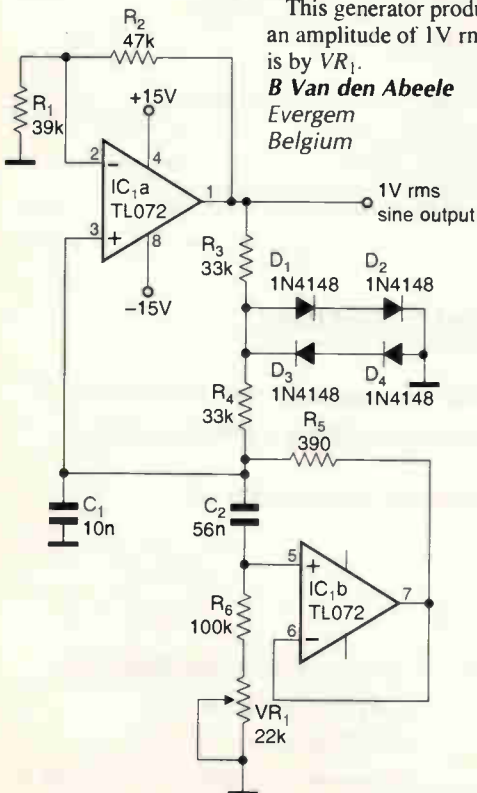 This generator produ
an amplitude of 1V rm
is by VR₁.
B Van den Abeele
Evergem
Belgium
R₂
47k
R₁
39k
+15V
2
4
IC₁a
TL072
1
3
8
−15V
1V rms
sine output
R₃
33k
D₁
1N4148
D₂
1N4148
D₃
1N4148
D₄
1N4148
R₄
33k
R₅
390
C₁
10n
C₂
56n
5
IC₁b
TL072
7
6
R₆
100k
VR₁
22k